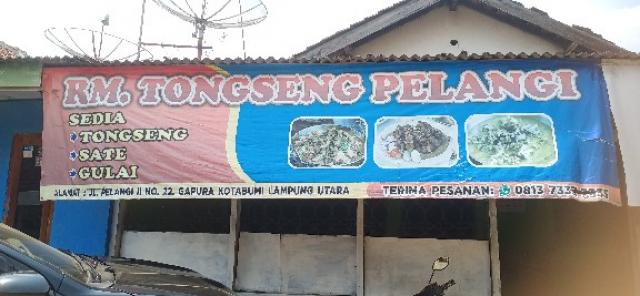 RM. TONGSENG PELANGI
SEDIA
TONGSENG
SATE
GULAI
ALAMAT : JL. PELANGI II NO. 22. GAPURA KOTABUMI LAMPUNG UTARA
TERIMA PESANAN: 0813